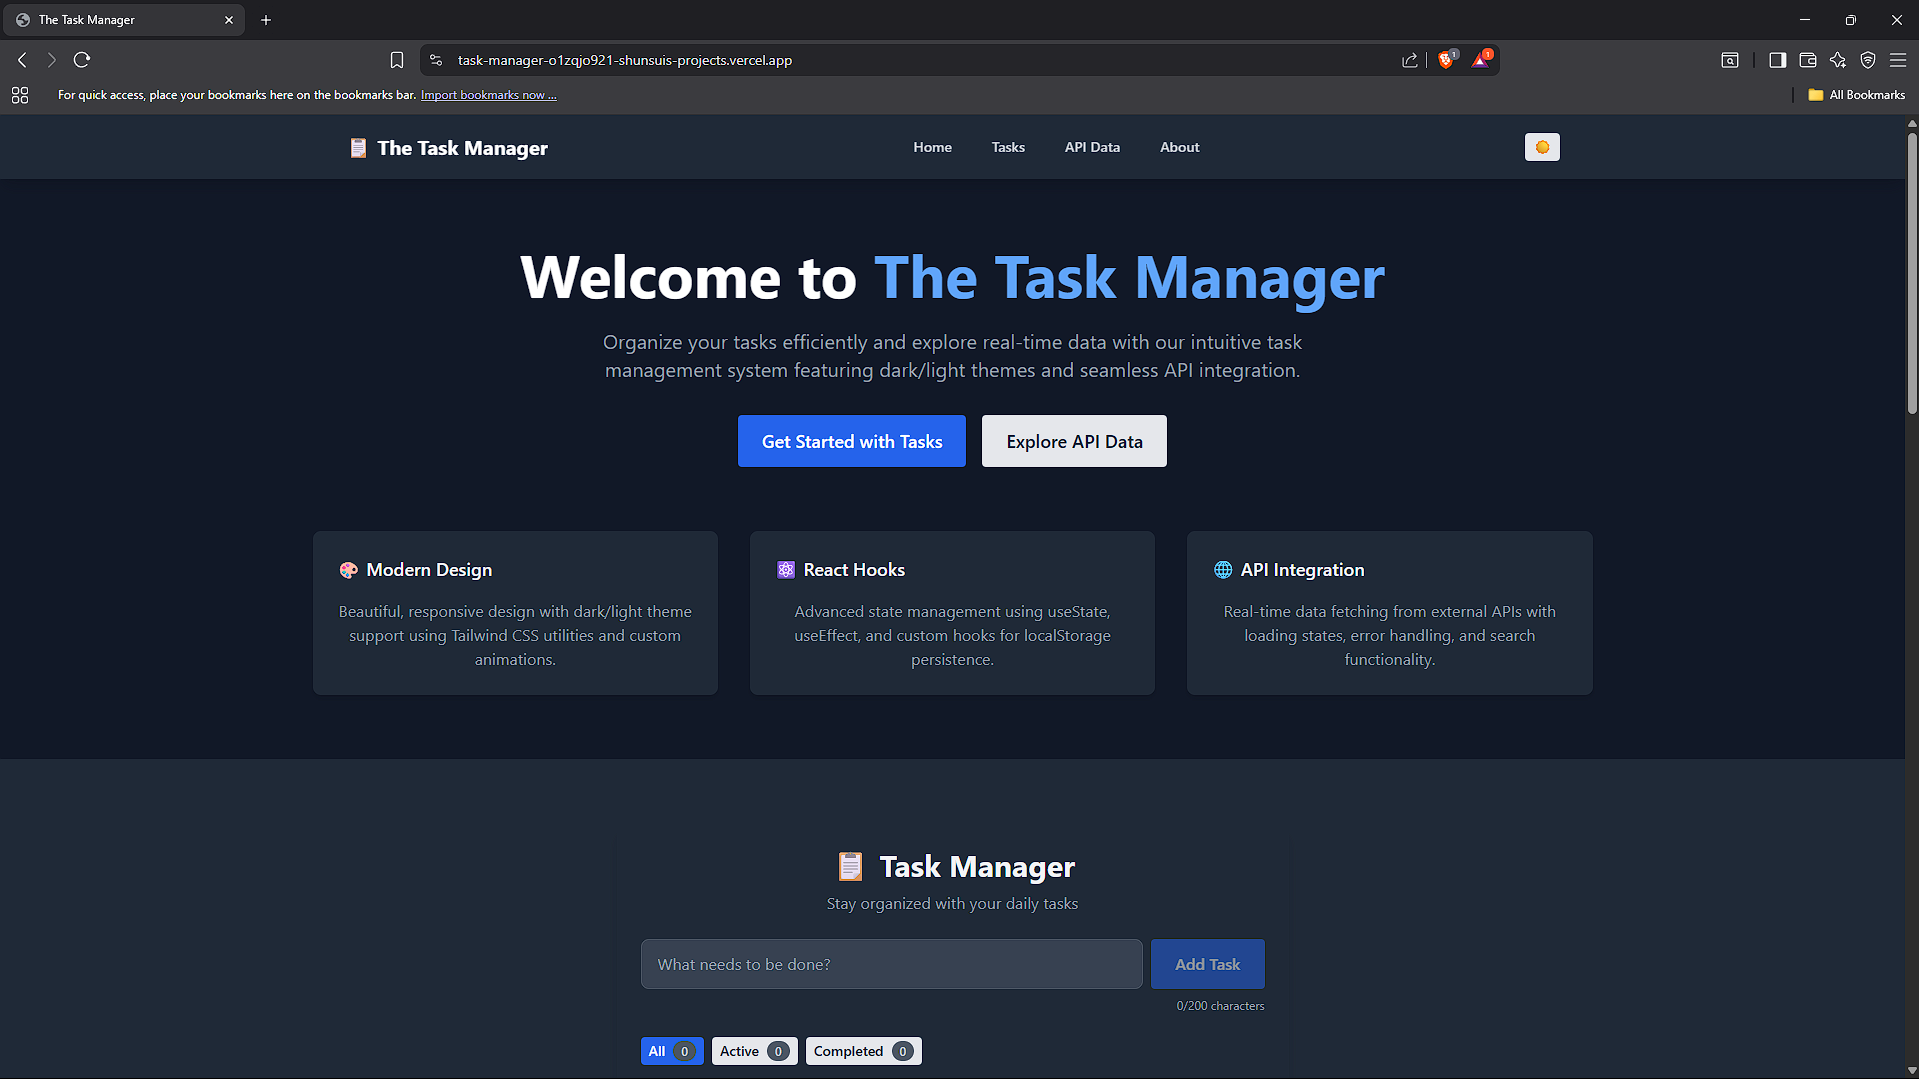 The Task Manager
task-manager-o1zqjo921-shunsuis-projects.vercel.app
1
1
For quick access, place your bookmarks here on the bookmarks bar. Import bookmarks now ...
All Bookmarks
The Task Manager
Home
Tasks
API Data
About
Welcome to The Task Manager
Organize your tasks efficiently and explore real-time data with our intuitive task
management system featuring dark/light themes and seamless API integration.
Get Started with Tasks
Explore API Data
Modern Design
Beautiful, responsive design with dark/light theme
support using Tailwind CSS utilities and custom
animations.
React Hooks
Advanced state management using useState,
useEffect, and custom hooks for localStorage
persistence.
API Integration
Real-time data fetching from external APIs with
loading states, error handling, and search
functionality.
Task Manager
Stay organized with your daily tasks
What needs to be done?
Add Task
0/200 characters
All 0
Active 0
Completed 0